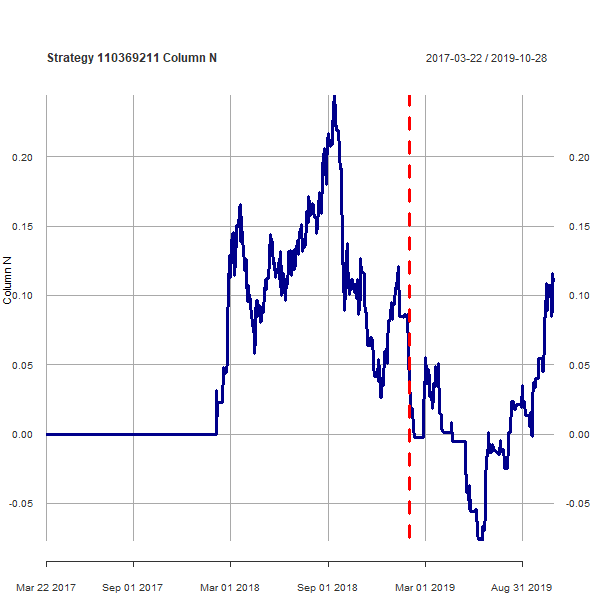 Strategy 110369211 Column N 2017-03-22 / 2019-10-28
0.20 0.20
0.15 0.15
0.10 0.10
Column N
0.05 0.05
0.00 0.00
-0.05 -0.05
Mar 22 2017 Sep 01 2017 Mar 01 2018 Sep 01 2018 Mar 01 2019 Aug 31 2019